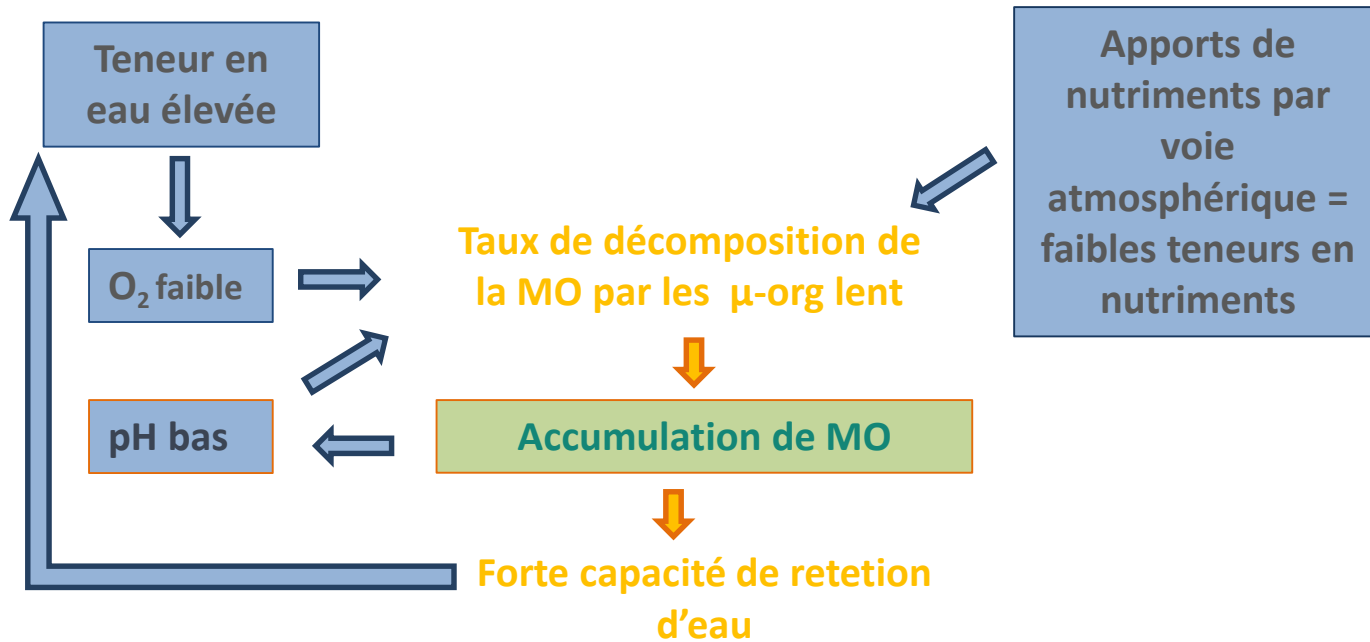 Teneur en
eau élevée
Apports de
nutriments par
voie
atmosphérique =
faibles teneurs en
nutriments
O₂ faible
Taux de décomposition de
la MO par les µ-org lent
pH bas
Accumulation de MO
Forte capacité de retetion
d’eau